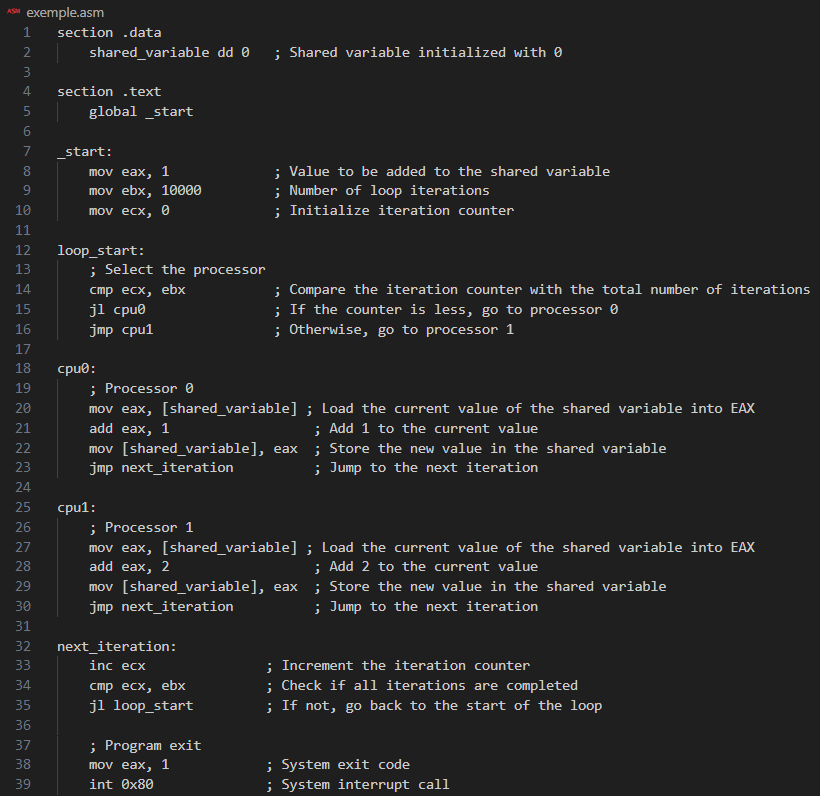 ASM exemple.asm
1 section .data
2     shared_variable dd 0   ; Shared variable initialized with 0
3
4 section .text
5     global _start
6
7 _start:
8     mov eax, 1             ; Value to be added to the shared variable
9     mov ebx, 10000         ; Number of loop iterations
10     mov ecx, 0             ; Initialize iteration counter
11
12 loop_start:
13     ; Select the processor
14     cmp ecx, ebx           ; Compare the iteration counter with the total number of iterations
15     jl cpu0                ; If the counter is less, go to processor 0
16     jmp cpu1               ; Otherwise, go to processor 1
17
18 cpu0:
19     ; Processor 0
20     mov eax, [shared_variable] ; Load the current value of the shared variable into EAX
21     add eax, 1                  ; Add 1 to the current value
22     mov [shared_variable], eax  ; Store the new value in the shared variable
23     jmp next_iteration          ; Jump to the next iteration
24
25 cpu1:
26     ; Processor 1
27     mov eax, [shared_variable] ; Load the current value of the shared variable into EAX
28     add eax, 2                  ; Add 2 to the current value
29     mov [shared_variable], eax  ; Store the new value in the shared variable
30     jmp next_iteration          ; Jump to the next iteration
31
32 next_iteration:
33     inc ecx               ; Increment the iteration counter
34     cmp ecx, ebx          ; Check if all iterations are completed
35     jl loop_start         ; If not, go back to the start of the loop
36
37     ; Program exit
38     mov eax, 1            ; System exit code
39     int 0x80              ; System interrupt call